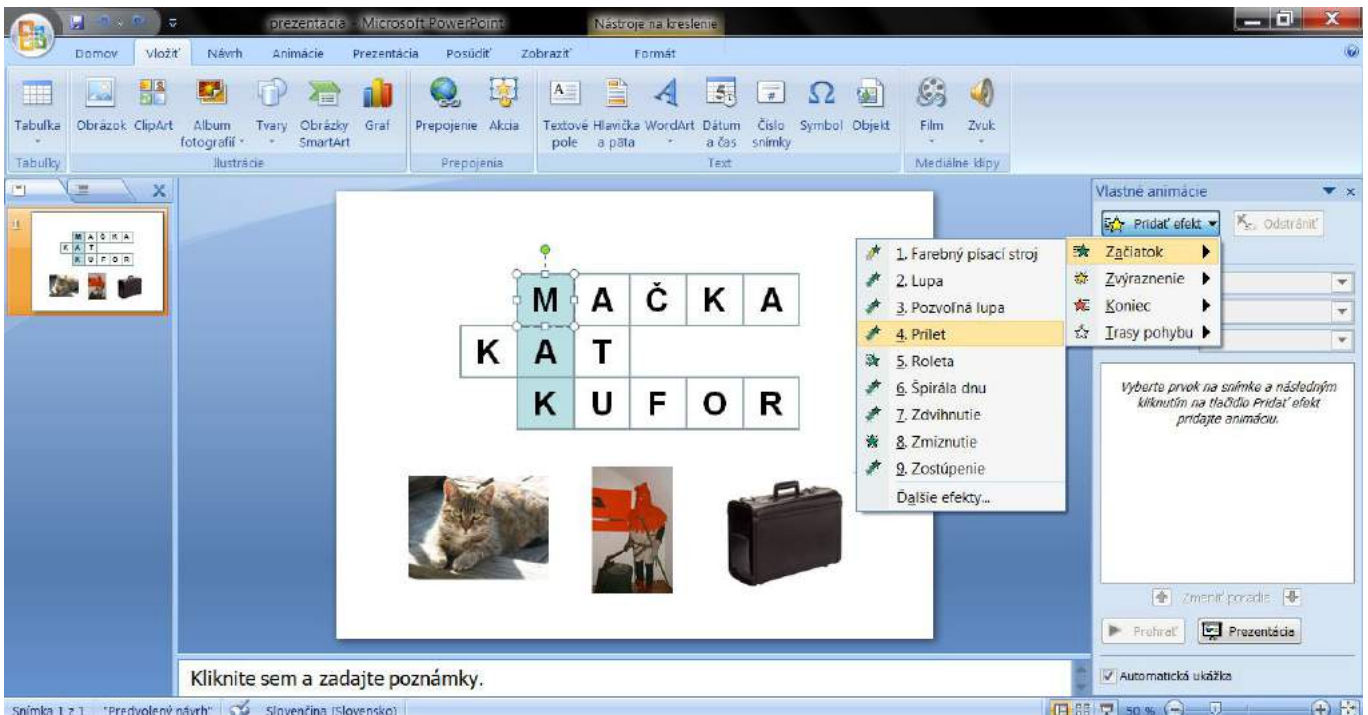 prezentacia - Microsoft PowerPoint
Nástroje na kreslenie
Domov Vložiť Návrh Animácie Prezentácia Posúdiť Zobraziť Formát
Tabuľka Obrázok ClipArt Album fotografií Tvary Obrázky SmartArt Graf Prepojenie Akcia Textové pole Hlavička a päta WordArt Dátum a čas Číslo snímky Symbol Objekt Film Zvuk
Tabuľky Ilustrácie Prepojenia Text Mediálne klipy
1
M A Č K A
K A T
K U F O R
M A Č K A
K A T
K U F O R
Vlastné animácie
Pridať efekt Odstrániť
Začiatok
Zvýraznenie
Koniec
Trasy pohybu
1. Farebný písací stroj
2. Lupa
3. Pozvoľná lupa
4. Prílet
5. Roleta
6. Špirála dnu
7. Zdvihnutie
8. Zmiznutie
9. Zostúpenie
Ďalšie efekty...
Vyberte prvok na snímke a následným
kliknutím na tlačidlo Pridať efekt
pridajte animáciu.
Zmeniť poradie
Prehrať Prezentácia
Automatická ukážka
Kliknite sem a zadajte poznámky.
Snímka 1 z 1 "Predvolený návrh" Slovenčina (Slovensko) 50 %